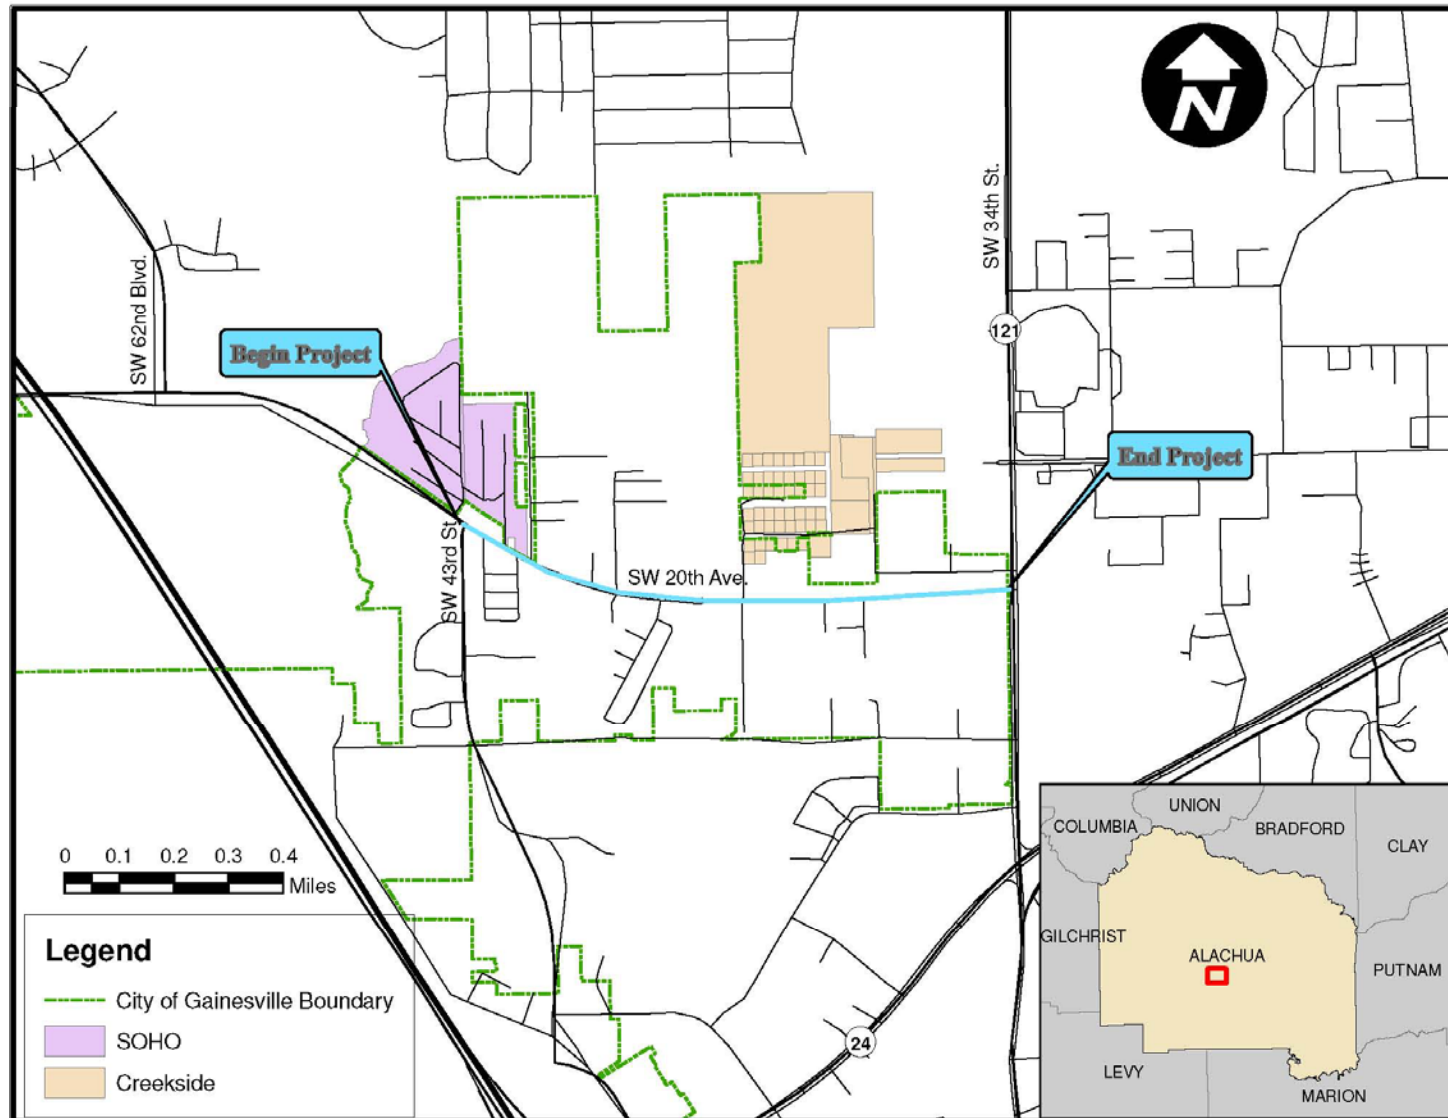 N
SW 34th St.
SW 62nd Blvd.
121
Begin Project
End Project
SW 43rd St
SW 20th Ave.
0 0.1 0.2 0.3 0.4
Miles
Legend
City of Gainesville Boundary
SOHO
Creekside
24
UNION
COLUMBIA
BRADFORD
CLAY
GILCHRIST
ALACHUA
PUTNAM
LEVY
MARION